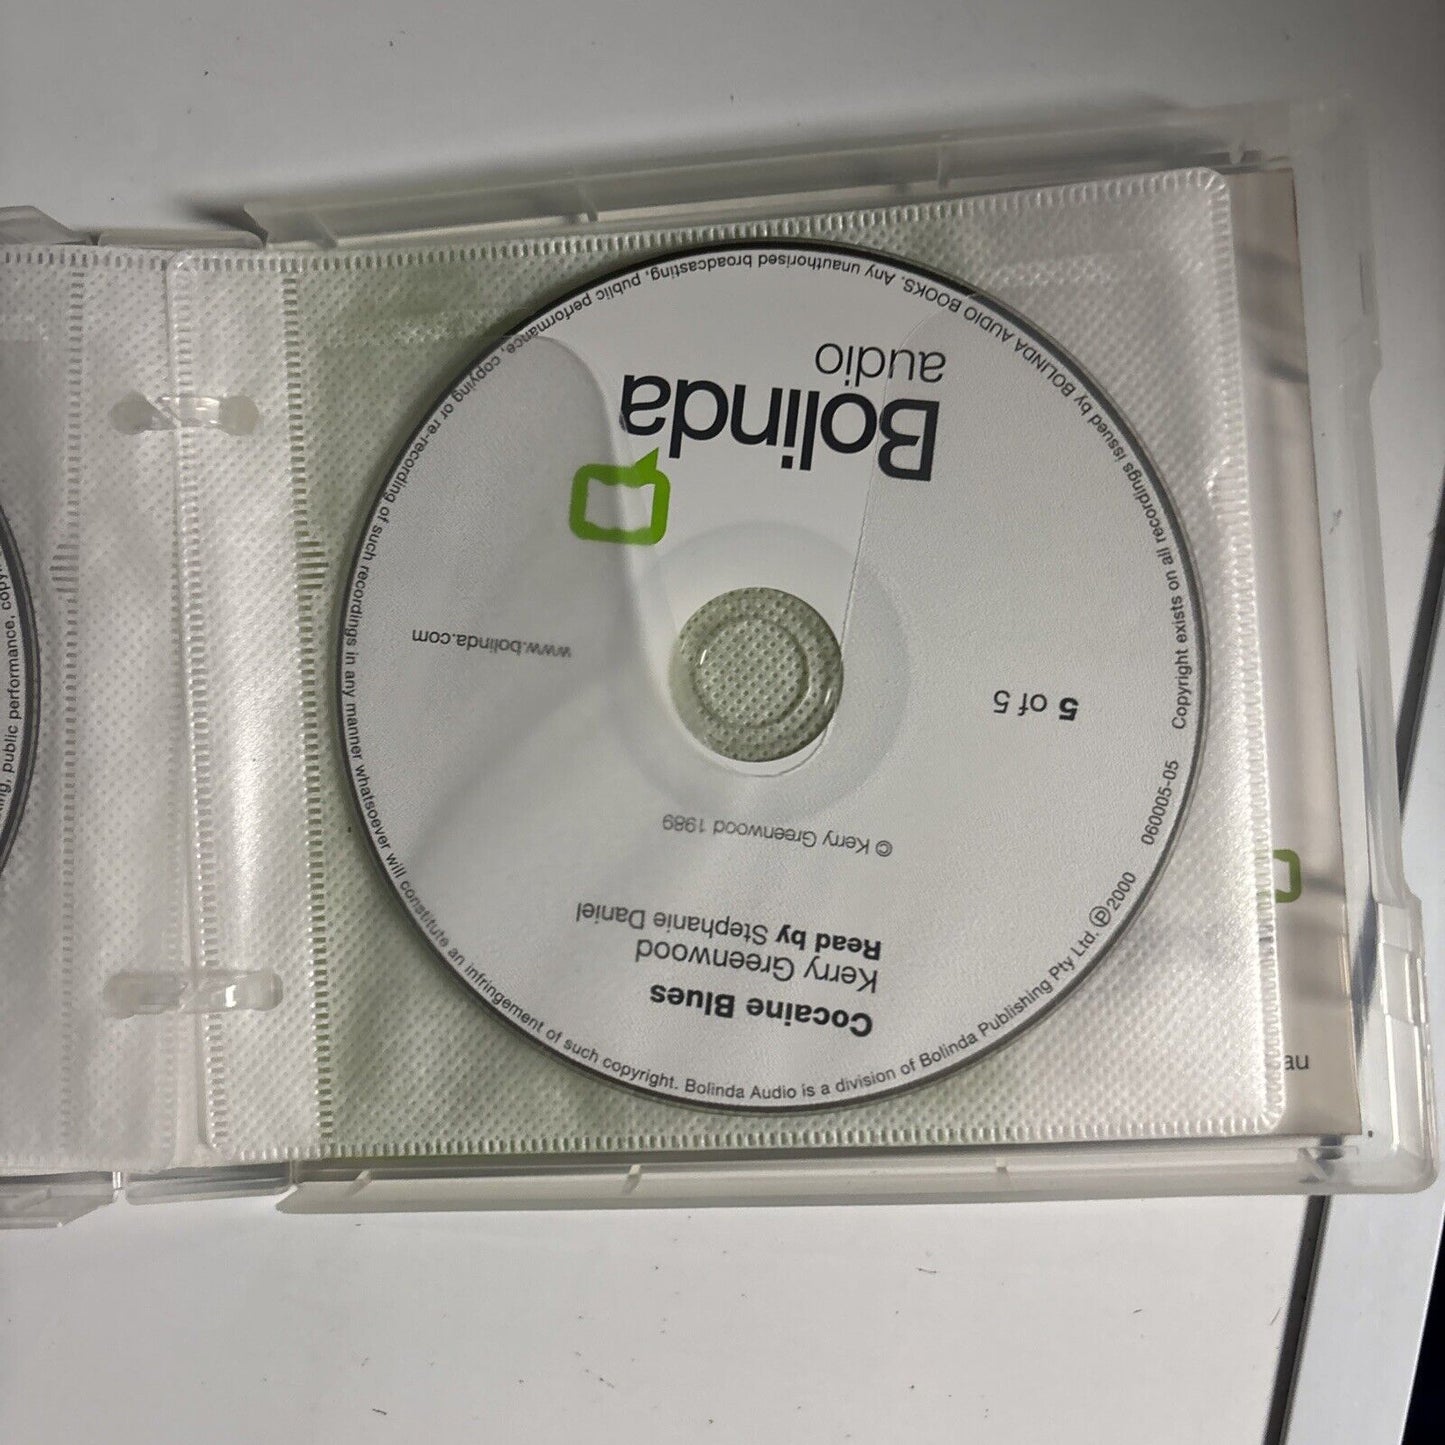 Bolinda
audio
www.bolinda.com
5 of 5
© Kerry Greenwood 1989
Cocaine Blues
Kerry Greenwood
Read by Stephanie Daniel
Copyright exists on all recordings issued by BOLINDA AUDIO BOOKS. Any unauthorised broadcasting, public performance, copying or re-recording of such recordings in any manner whatsoever will constitute an infringement of such copyright. Bolinda Audio is a division of Bolinda Publishing Pty Ltd. ℗ 2000
060005-05
public performance,
au